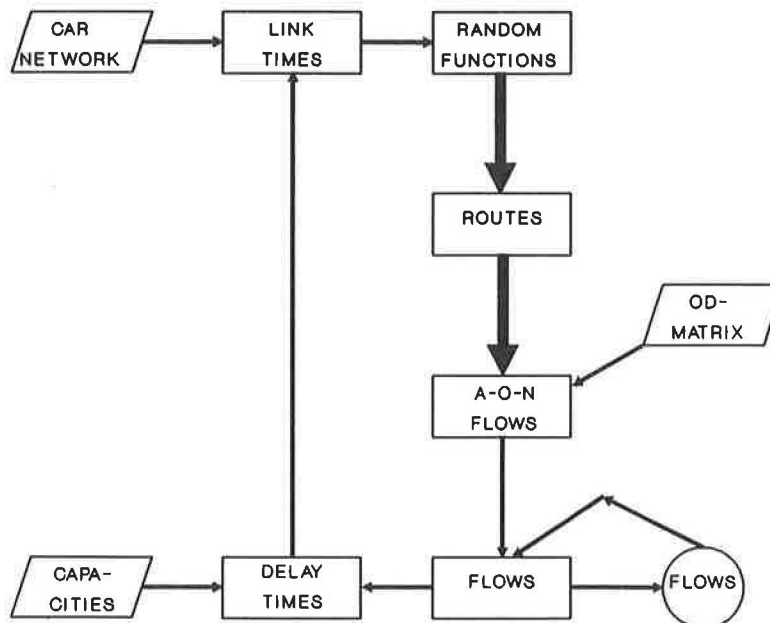 CAR
NETWORK
LINK
TIMES
RANDOM
FUNCTIONS
ROUTES
OD-
MATRIX
A-O-N
FLOWS
CAPA-
CITIES
DELAY
TIMES
FLOWS
FLOWS